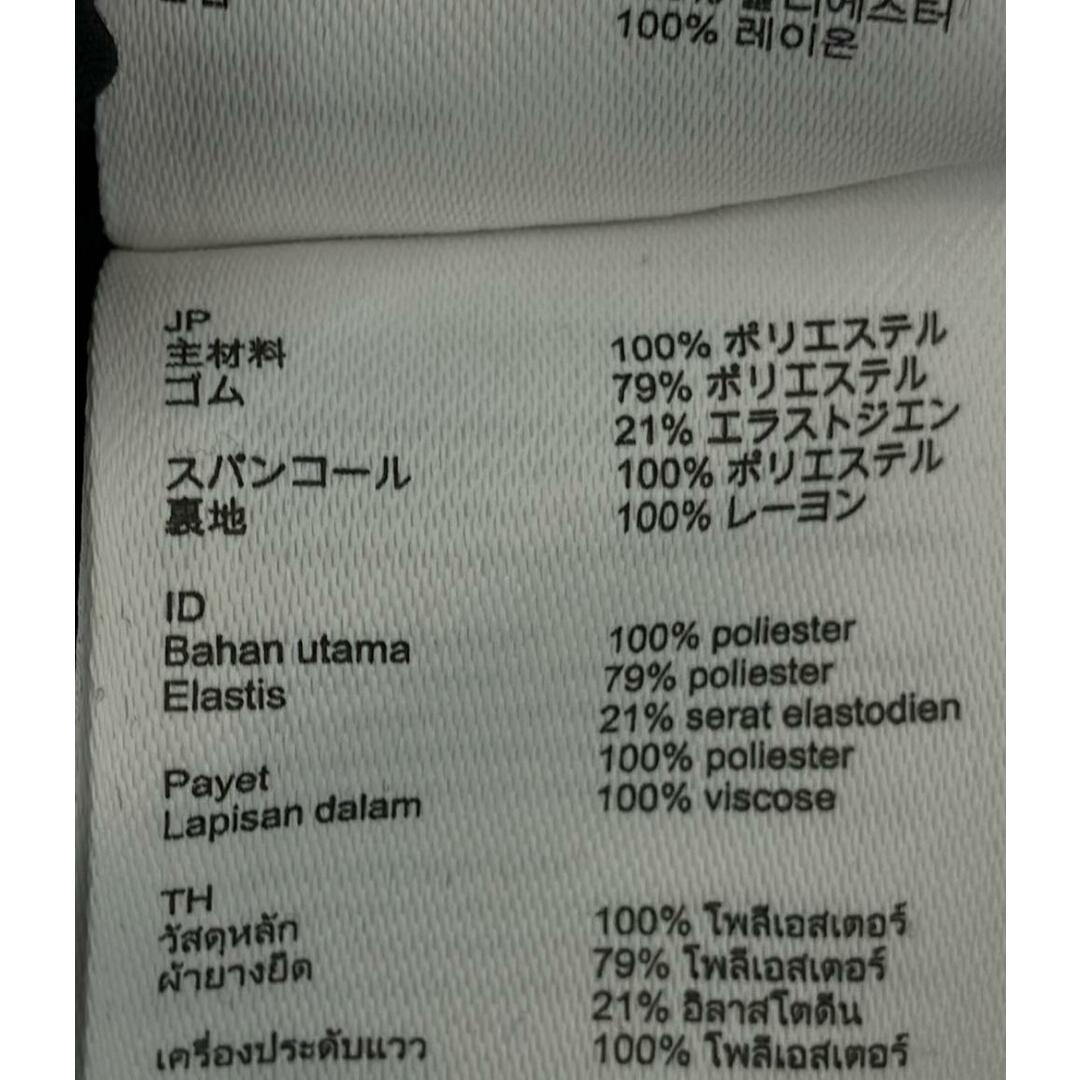 100% 레이온
JP
主材料 100% ポリエステル
ゴム 79% ポリエステル
21% エラストジエン
スパンコール 100% ポリエステル
裏地 100% レーヨン
ID
Bahan utama 100% poliester
Elastis 79% poliester
21% serat elastodien
Payet 100% poliester
Lapisan dalam 100% viscose
TH
วัสดุหลัก 100% โพลีเอสเตอร์
ผ้ายางยืด 79% โพลีเอสเตอร์
21% อีลาสโตดีน
เครื่องประดับแวว 100% โพลีเอสเตอร์